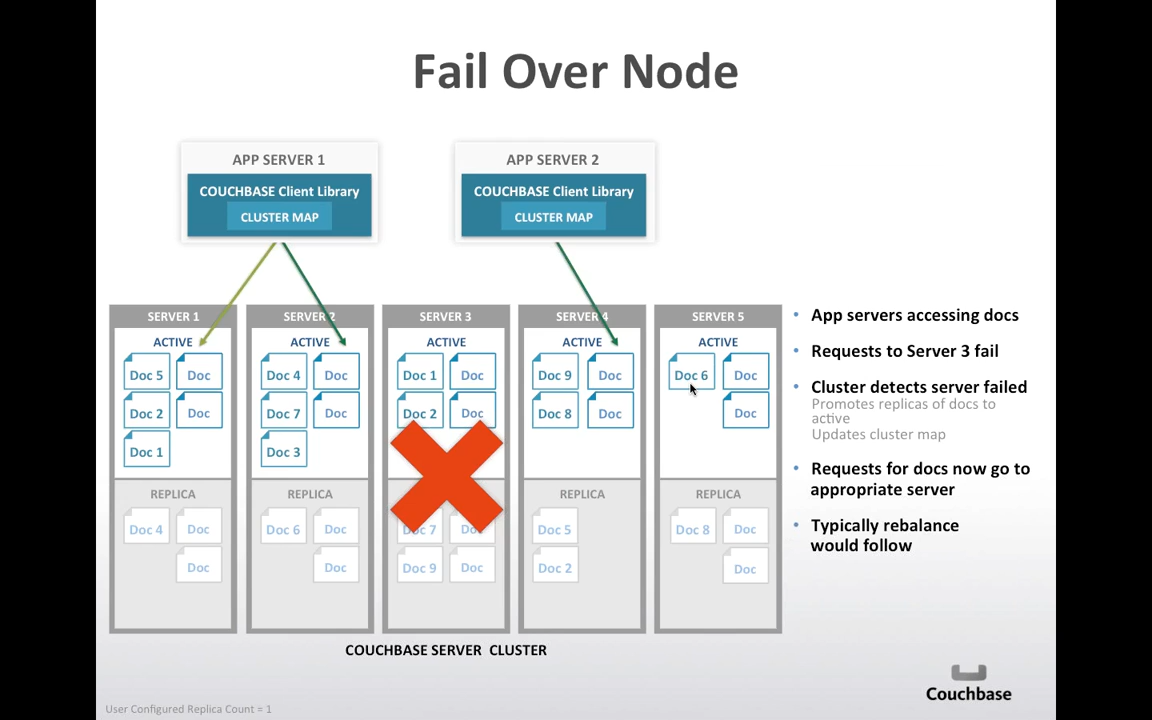 Fail Over Node
APP SERVER 1
COUCHBASE Client Library
CLUSTER MAP
APP SERVER 2
COUCHBASE Client Library
CLUSTER MAP
SERVER 1
ACTIVE
Doc 5 Doc
Doc 2 Doc
Doc 1
REPLICA
Doc 4 Doc
Doc
SERVER 2
ACTIVE
Doc 4 Doc
Doc 7 Doc
Doc 3
REPLICA
Doc 6 Doc
Doc
SERVER 3
ACTIVE
Doc 1 Doc
Doc 2 Doc
Doc 7 Doc
Doc 9 Doc
SERVER 4
ACTIVE
Doc 9 Doc
Doc 8 Doc
REPLICA
Doc 5
Doc 2
SERVER 5
ACTIVE
Doc 6 Doc
Doc
REPLICA
Doc 8 Doc
Doc
COUCHBASE SERVER CLUSTER
• App servers accessing docs
• Requests to Server 3 fail
• Cluster detects server failed
Promotes replicas of docs to
active
Updates cluster map
• Requests for docs now go to
appropriate server
• Typically rebalance
would follow
Couchbase
User Configured Replica Count = 1